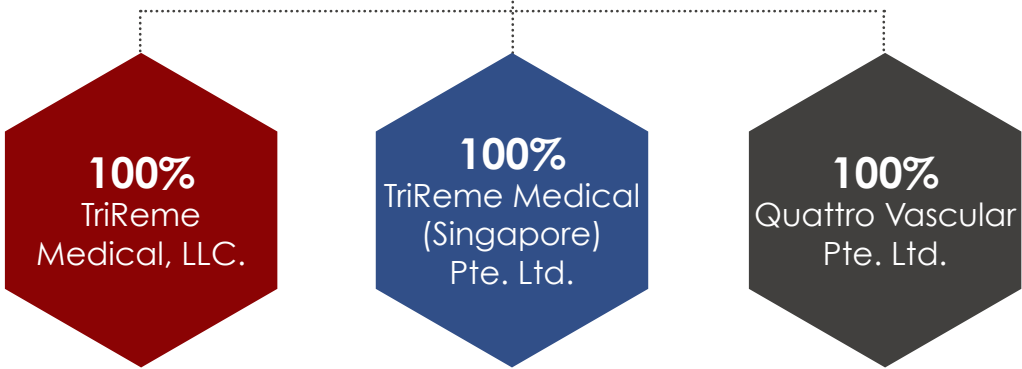 100%
TriReme
Medical, LLC.
100%
TriReme Medical
(Singapore)
Pte. Ltd.
100%
Quattro Vascular
Pte. Ltd.